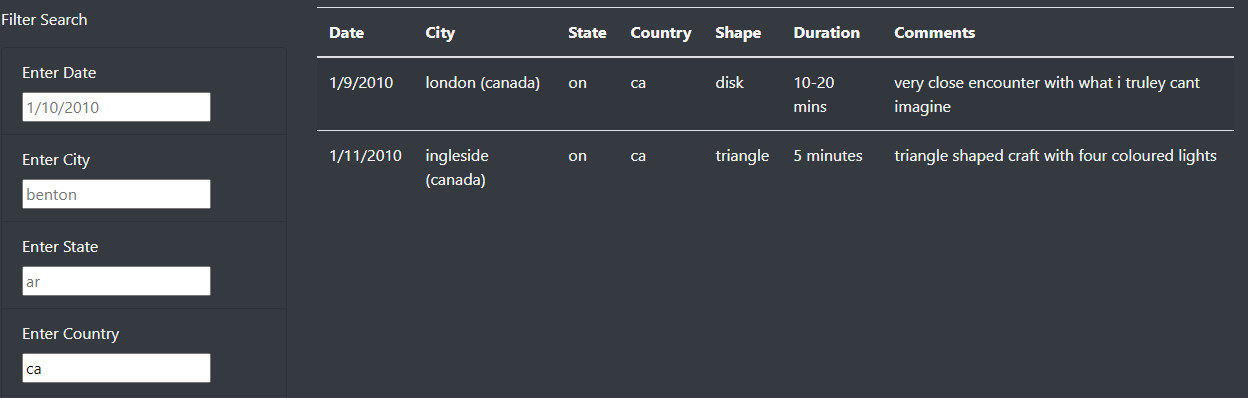 Filter Search
Enter Date
1/10/2010
Enter City
benton
Enter State
ar
Enter Country
ca
Date City State Country Shape Duration Comments
1/9/2010 london (canada) on ca disk 10-20 very close encounter with what i truley cant
mins imagine
1/11/2010 ingleside on ca triangle 5 minutes triangle shaped craft with four coloured lights
(canada)